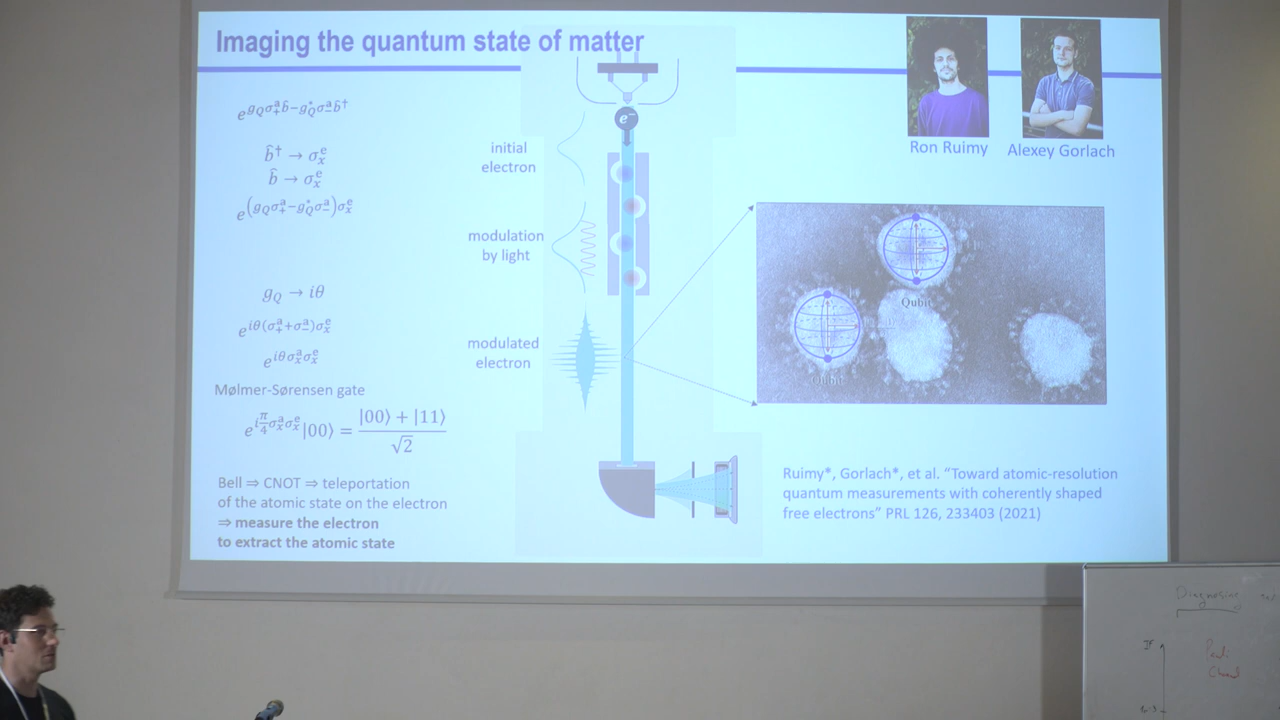 Imaging the quantum state of matter
e^{g_Q σ_+^a b̂ − g_Q^* σ_−^a b̂^†}
b̂^† → σ_x^e
b̂ → σ_x^e
e^{(g_Q σ_+^a − g_Q^* σ_−^a) σ_x^e}
g_Q → iθ
e^{iθ(σ_+^a + σ_−^a)σ_x^e}
e^{iθσ_x^a σ_x^e}
Mølmer-Sørensen gate
e^{i π/4 σ_x^a σ_x^e} |00⟩ = (|00⟩ + |11⟩)/√2
Bell ⇒ CNOT ⇒ teleportation
of the atomic state on the electron
⇒ measure the electron
to extract the atomic state
e⁻
initial
electron
modulation
by light
modulated
electron
Ron Ruimy
Alexey Gorlach
Qubit
Qubit
Ruimy*, Gorlach*, et al. “Toward atomic-resolution
quantum measurements with coherently shaped
free electrons” PRL 126, 233403 (2021)
Diagnosing